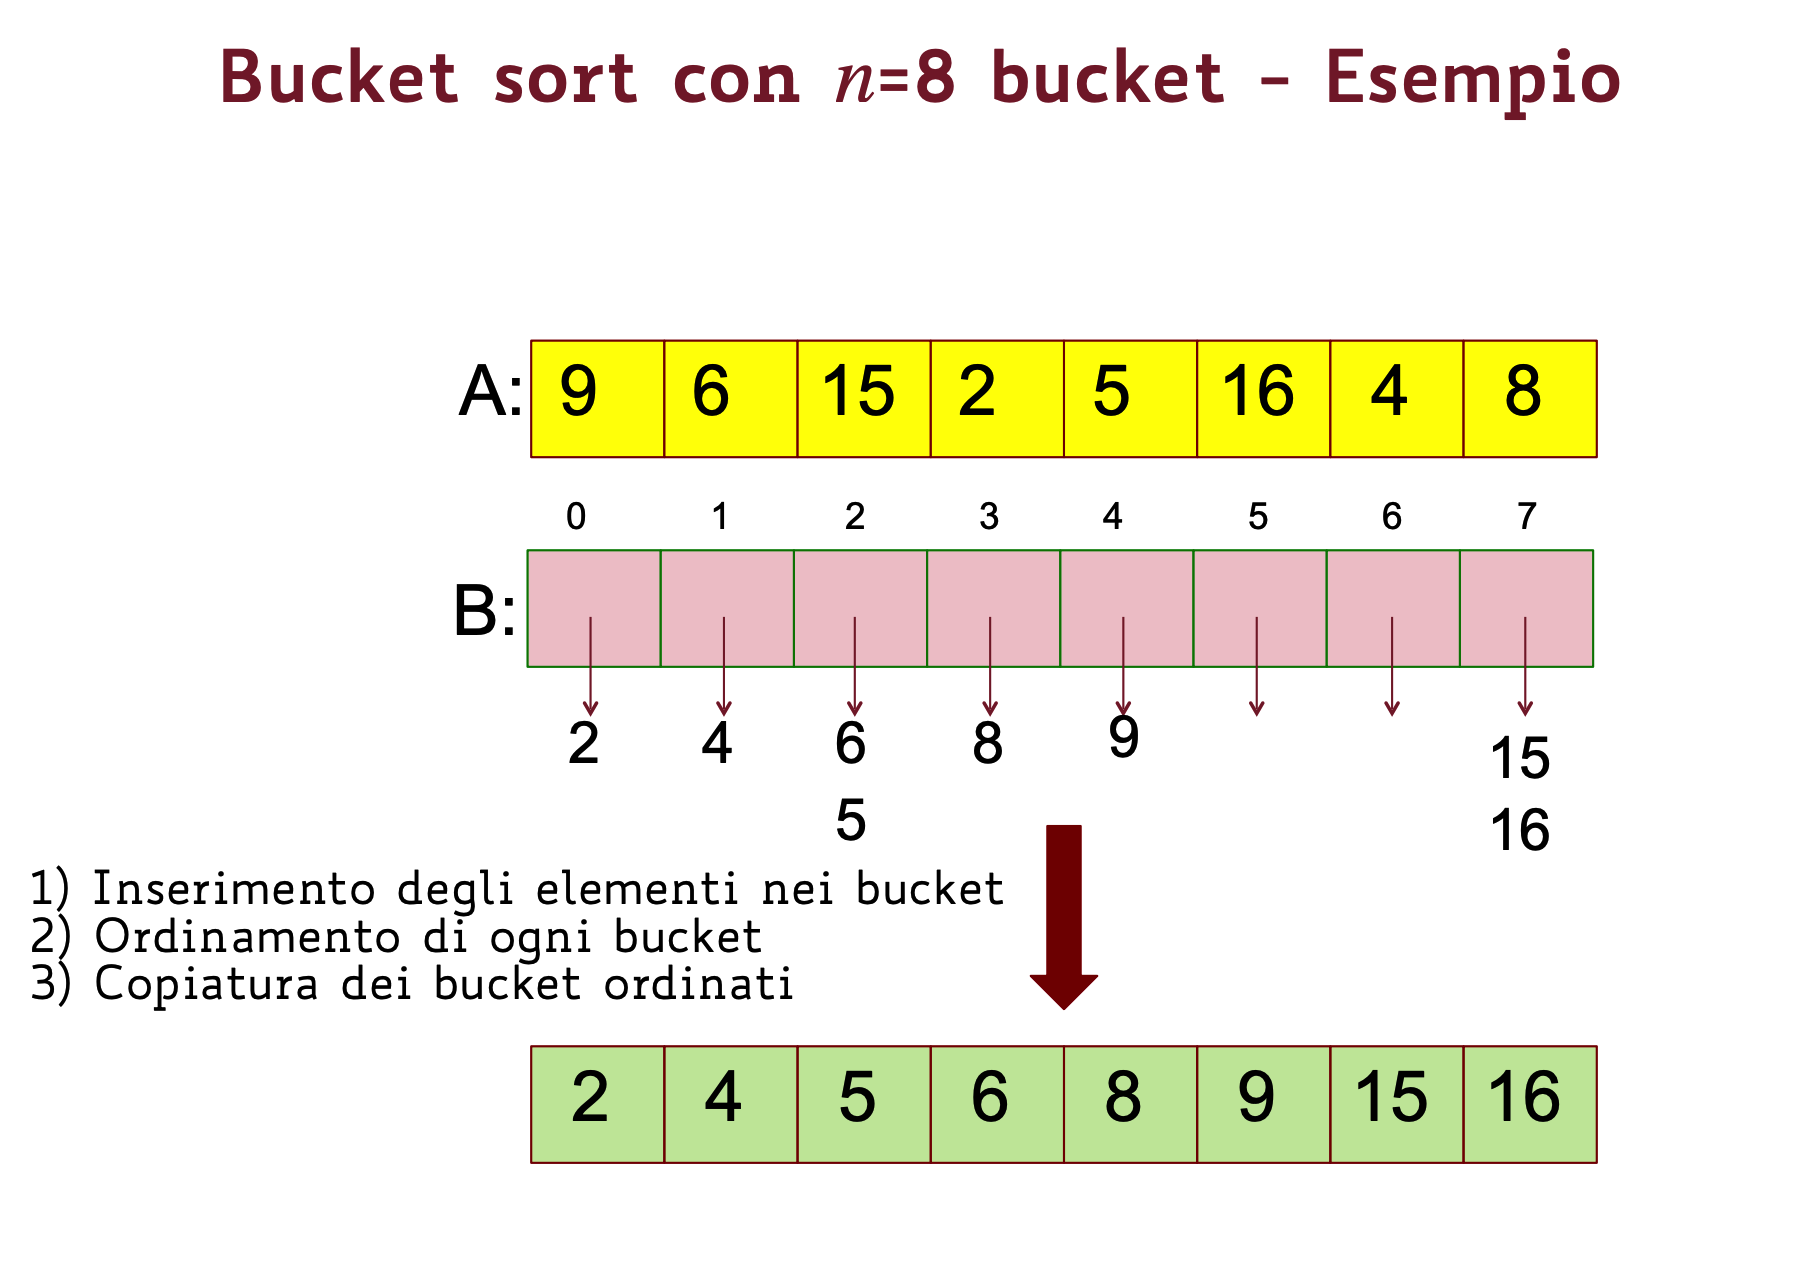 Bucket sort con n=8 bucket – Esempio
A: 9 6 15 2 5 16 4 8
0 1 2 3 4 5 6 7
B:
2 4 6 8 9 15
5 16
1) Inserimento degli elementi nei bucket
2) Ordinamento di ogni bucket
3) Copiatura dei bucket ordinati
2 4 5 6 8 9 15 16